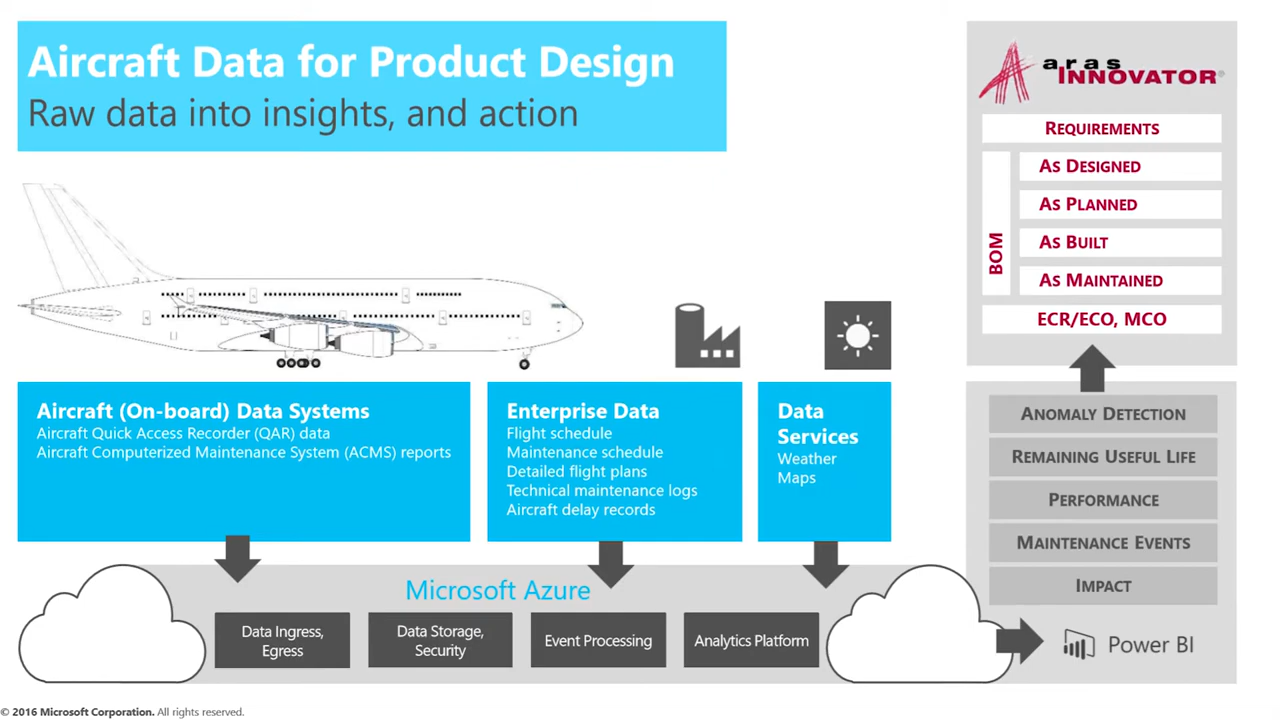 Aircraft Data for Product Design
Raw data into insights, and action
aras
INNOVATOR®
REQUIREMENTS
BOM
AS DESIGNED
AS PLANNED
AS BUILT
AS MAINTAINED
ECR/ECO, MCO
Aircraft (On-board) Data Systems
Aircraft Quick Access Recorder (QAR) data
Aircraft Computerized Maintenance System (ACMS) reports
Enterprise Data
Flight schedule
Maintenance schedule
Detailed flight plans
Technical maintenance logs
Aircraft delay records
Data
Services
Weather
Maps
ANOMALY DETECTION
REMAINING USEFUL LIFE
PERFORMANCE
MAINTENANCE EVENTS
IMPACT
Microsoft Azure
Data Ingress,
Egress
Data Storage,
Security
Event Processing
Analytics Platform
Power BI
© 2016 Microsoft Corporation. All rights reserved.